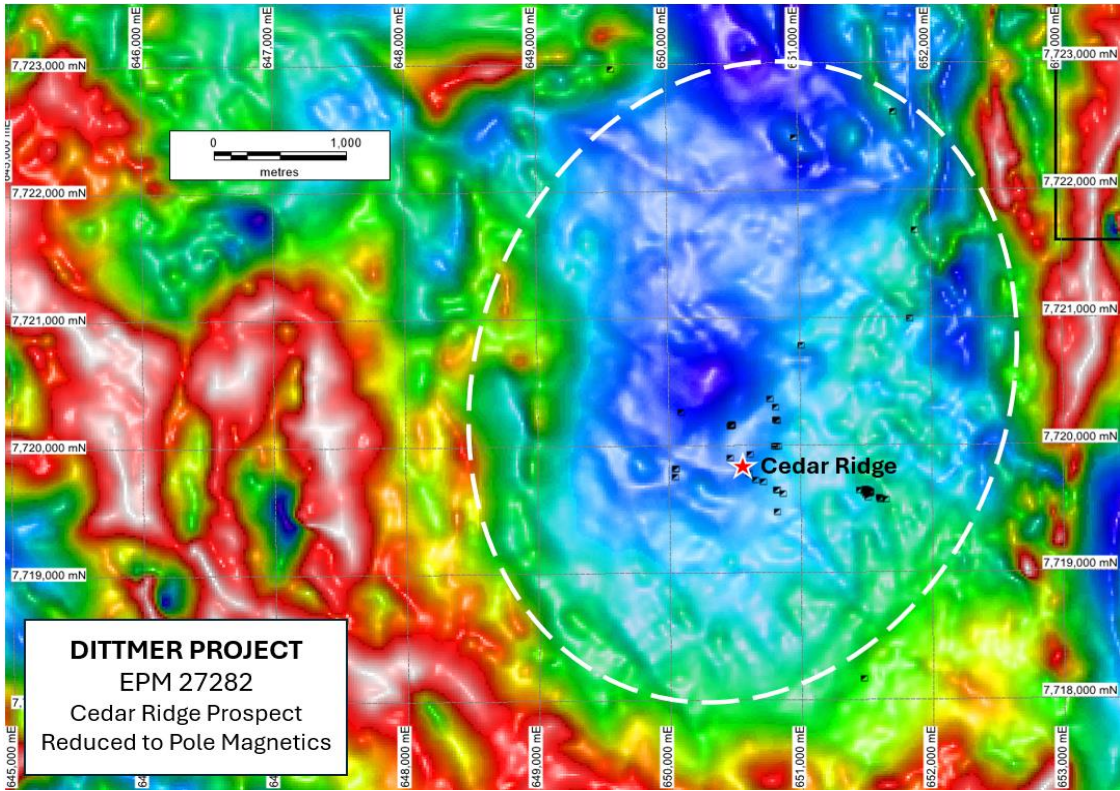 646,000 mE
647,000 mE
648,000 mE
649,000 mE
650,000 mE
651,000 mE
652,000 mE
7,723,000 mN
7,723,000 mN
0
1,000
metres
7,722,000 mN
7,722,000 mN
7,721,000 mN
7,721,000 mN
7,720,000 mN
7,720,000 mN
Cedar Ridge
7,719,000 mN
7,719,000 mN
DITTMER PROJECT
EPM 27282
Cedar Ridge Prospect
Reduced to Pole Magnetics
7,718,000 mN
645,000 mE
648,000 mE
649,000 mE
650,000 mE
651,000 mE
652,000 mE
653,000 mE